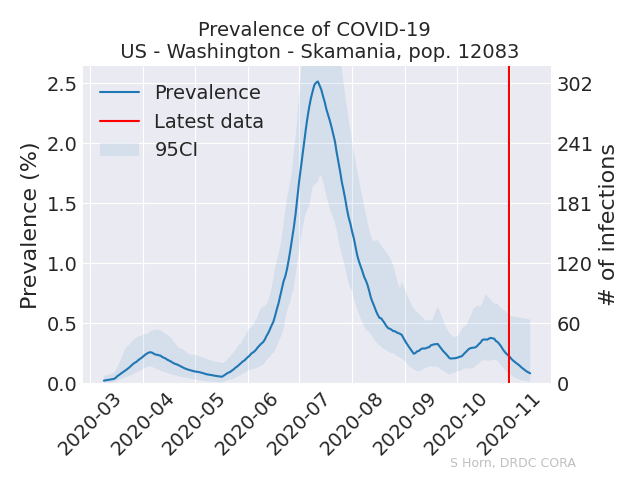 Prevalence of COVID-19
US - Washington - Skamania, pop. 12083
Prevalence
Latest data
95CI
Prevalence (%)
2.5
2.0
1.5
1.0
0.5
0.0
302
241
181
120
60
0
# of infections
2020-03
2020-04
2020-05
2020-06
2020-07
2020-08
2020-09
2020-10
2020-11
S Horn, DRDC CORA